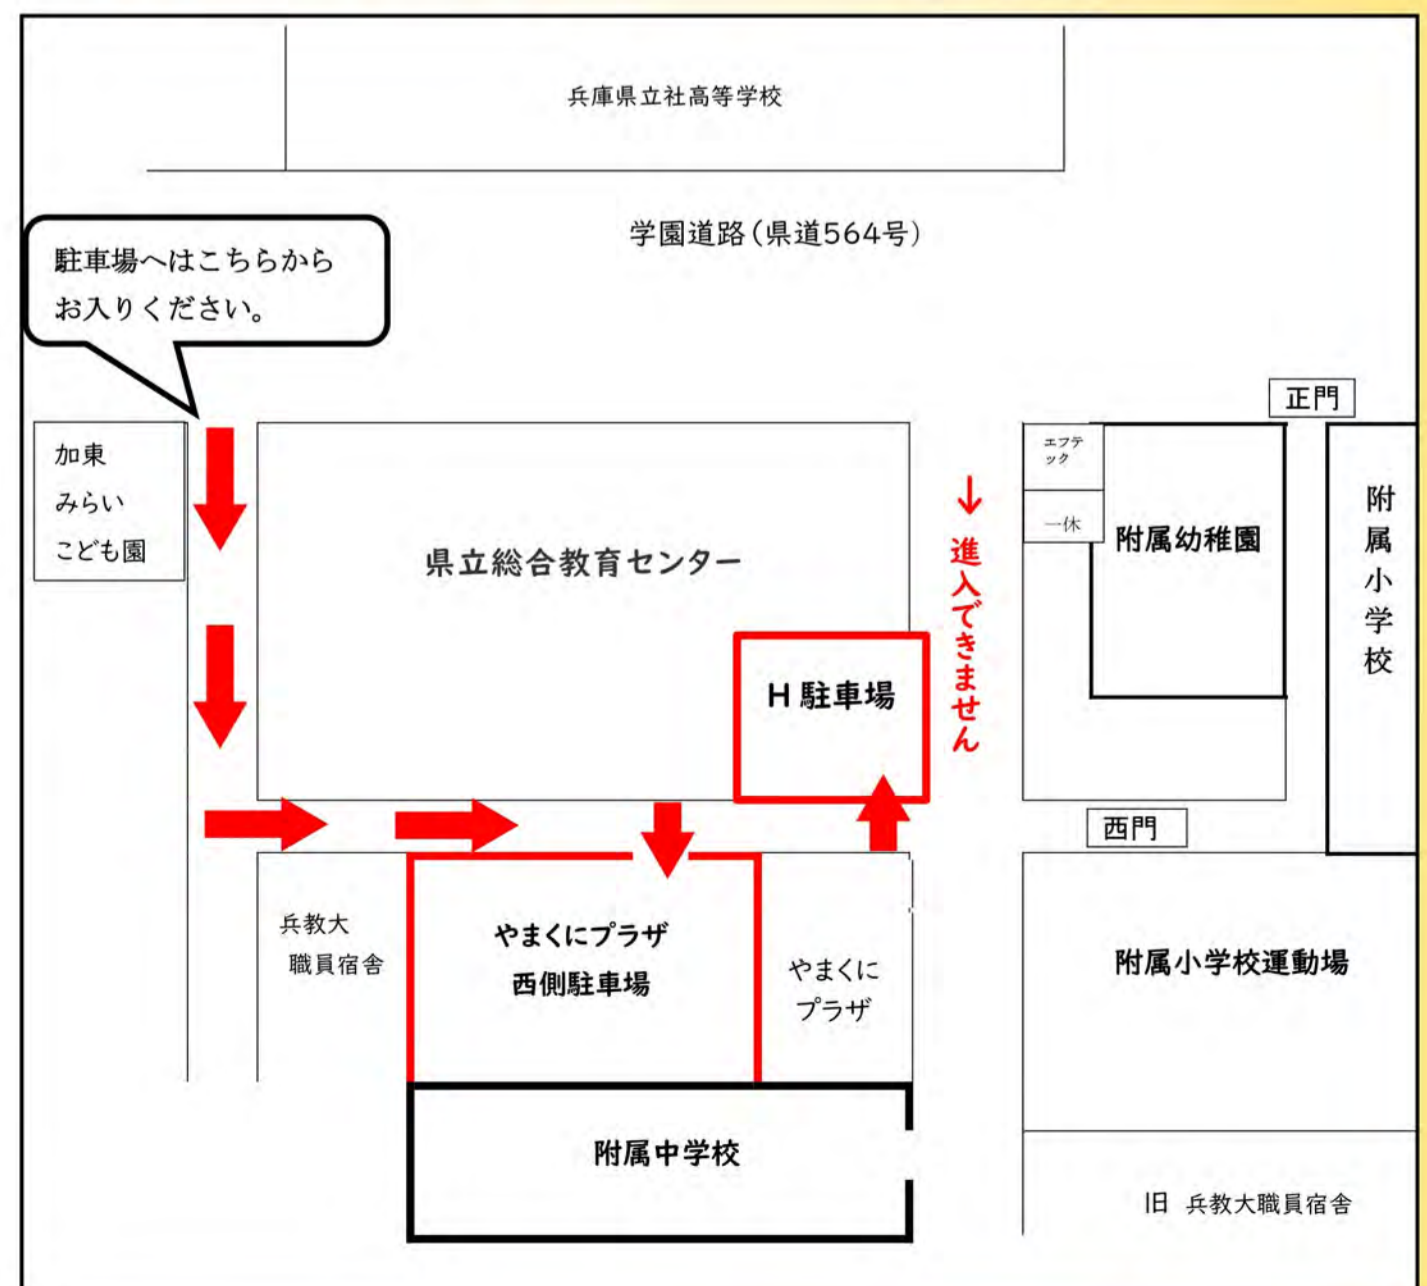 兵庫県立社高等学校
学園道路（県道564号）
駐車場へはこちらから
お入りください。
正門
加東
みらい
こども園
県立総合教育センター
↓進入できません
エフテ
ック
一休
附属幼稚園
附属小学校
H 駐車場
西門
兵教大
職員宿舎
やまくにプラザ
西側駐車場
やまくに
プラザ
附属小学校運動場
附属中学校
旧 兵教大職員宿舎